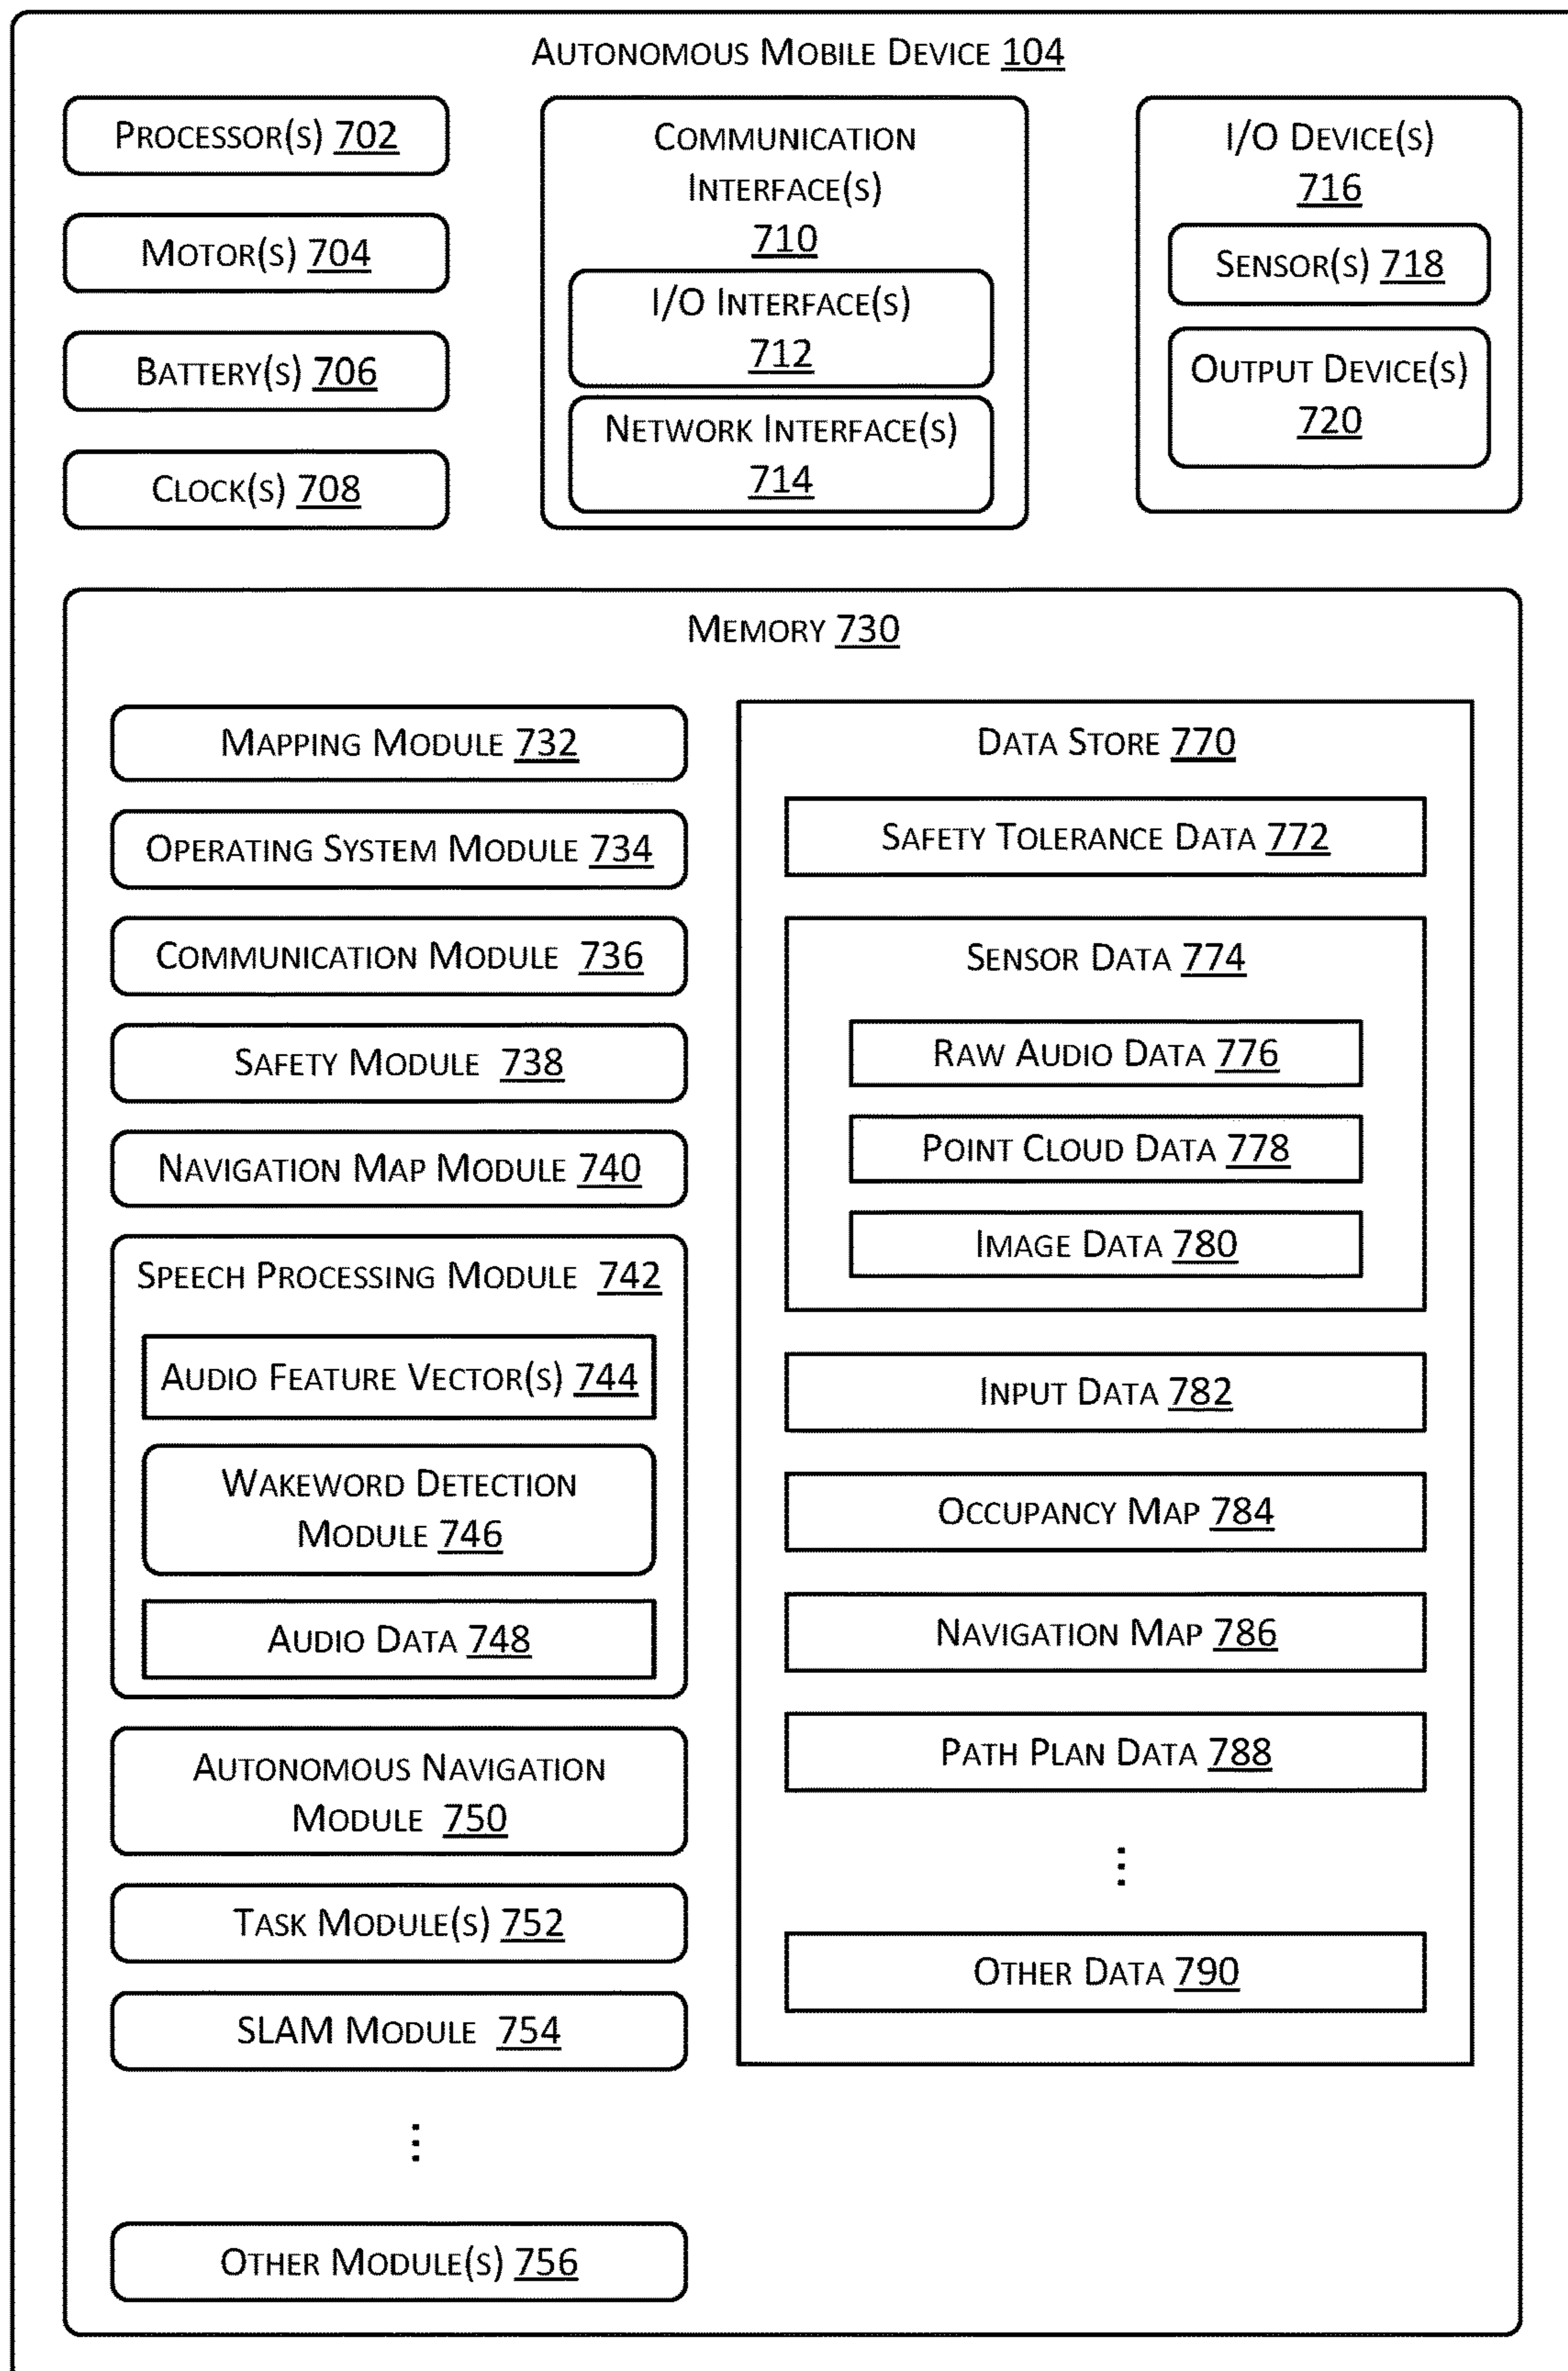 AUTONOMOUS MOBILE DEVICE 104
PROCESSOR(S) 702
MOTOR(S) 704
BATTERY(S) 706
CLOCK(S) 708
COMMUNICATION
INTERFACE(S)
710
I/O INTERFACE(S)
712
NETWORK INTERFACE(S)
714
I/O DEVICE(S)
716
SENSOR(S) 718
OUTPUT DEVICE(S)
720
MEMORY 730
MAPPING MODULE 732
OPERATING SYSTEM MODULE 734
COMMUNICATION MODULE 736
SAFETY MODULE 738
NAVIGATION MAP MODULE 740
SPEECH PROCESSING MODULE 742
AUDIO FEATURE VECTOR(S) 744
WAKEWORD DETECTION
MODULE 746
AUDIO DATA 748
AUTONOMOUS NAVIGATION
MODULE 750
TASK MODULE(S) 752
SLAM MODULE 754
⋮
OTHER MODULE(S) 756
DATA STORE 770
SAFETY TOLERANCE DATA 772
SENSOR DATA 774
RAW AUDIO DATA 776
POINT CLOUD DATA 778
IMAGE DATA 780
INPUT DATA 782
OCCUPANCY MAP 784
NAVIGATION MAP 786
PATH PLAN DATA 788
⋮
OTHER DATA 790